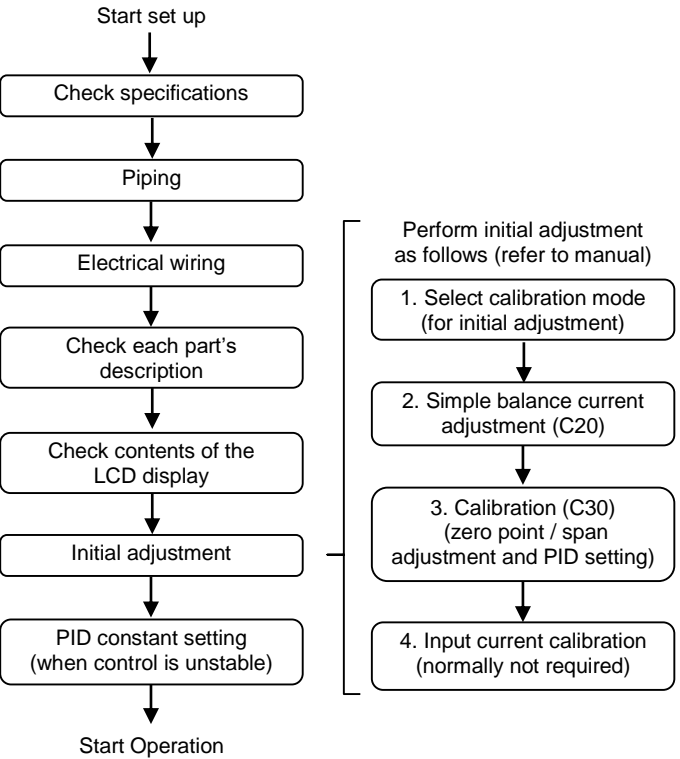 Start set up
Check specifications
Piping
Electrical wiring
Check each part’s
description
Check contents of the
LCD display
Initial adjustment
PID constant setting
(when control is unstable)
Start Operation
Perform initial adjustment
as follows (refer to manual)
1. Select calibration mode
(for initial adjustment)
2. Simple balance current
adjustment (C20)
3. Calibration (C30)
(zero point / span
adjustment and PID setting)
4. Input current calibration
(normally not required)